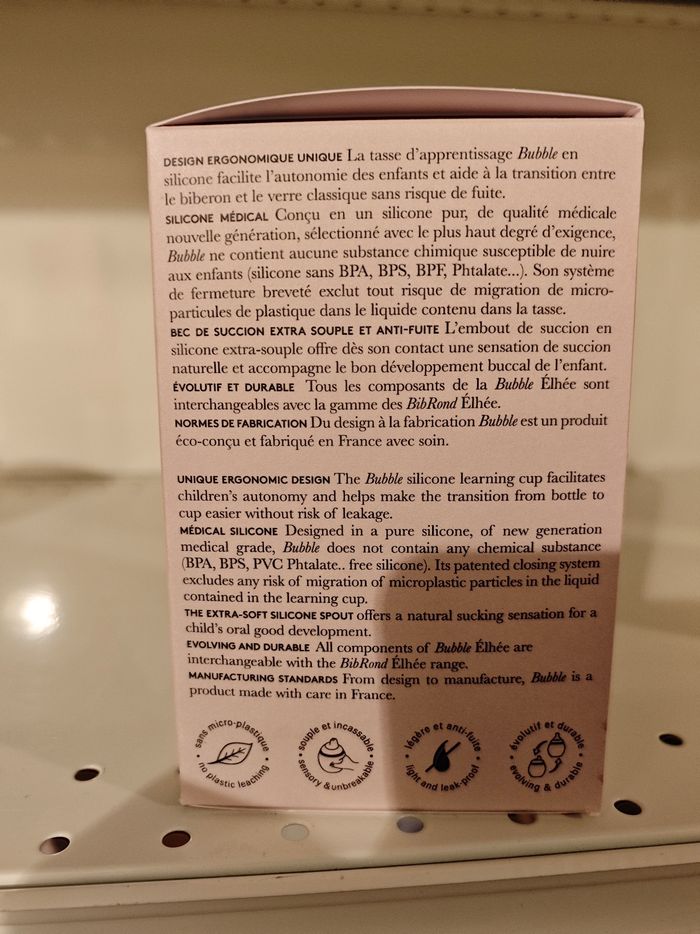 DESIGN ERGONOMIQUE UNIQUE La tasse d'apprentissage Bubble en
silicone facilite l'autonomie des enfants et aide à la transition entre
le biberon et le verre classique sans risque de fuite.
SILICONE MÉDICAL Conçu en un silicone pur, de qualité médicale
nouvelle génération, sélectionné avec le plus haut degré d'exigence,
Bubble ne contient aucune substance chimique susceptible de nuire
aux enfants (silicone sans BPA, BPS, BPF, Phtalate...). Son système
de fermeture breveté exclut tout risque de migration de micro-
particules de plastique dans le liquide contenu dans la tasse.
BEC DE SUCCION EXTRA SOUPLE ET ANTI-FUITE L'embout de succion en
silicone extra-souple offre dès son contact une sensation de succion
naturelle et accompagne le bon développement buccal de l'enfant.
ÉVOLUTIF ET DURABLE Tous les composants de la Bubble Élhée sont
interchangeables avec la gamme des BibRond Élhée.
NORMES DE FABRICATION Du design à la fabrication Bubble est un produit
éco-conçu et fabriqué en France avec soin.
UNIQUE ERGONOMIC DESIGN The Bubble silicone learning cup facilitates
children's autonomy and helps make the transition from bottle to
cup easier without risk of leakage.
MÉDICAL SILICONE Designed in a pure silicone, of new generation
medical grade, Bubble does not contain any chemical substance
(BPA, BPS, PVC Phtalate.. free silicone). Its patented closing system
excludes any risk of migration of microplastic particles in the liquid
contained in the learning cup.
THE EXTRA-SOFT SILICONE SPOUT offers a natural sucking sensation for a
child's oral good development.
EVOLVING AND DURABLE All components of Bubble Élhée are
interchangeable with the BibRond Élhée range.
MANUFACTURING STANDARDS From design to manufacture, Bubble is a
product made with care in France.
sans micro-plastique
no plastic leaching
souple et incassable
sensory & unbreakable
légère et anti-fuite
light and leak-proof
évolutif et durable
evolving & durable